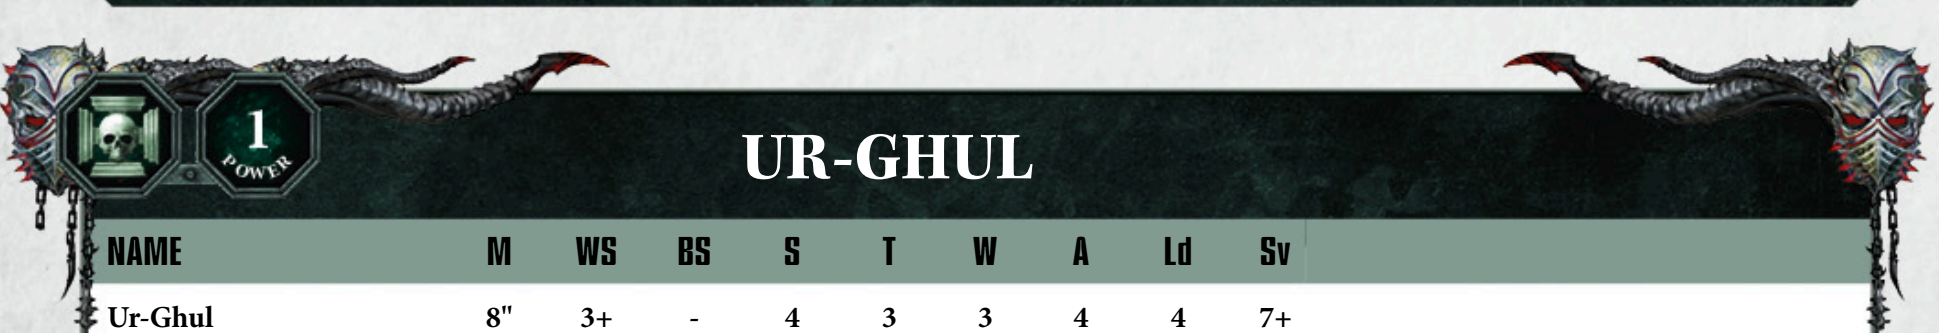 1
POWER
UR-GHUL
NAME M WS BS S T W A Ld Sv
Ur-Ghul 8" 3+ - 4 3 3 4 4 7+